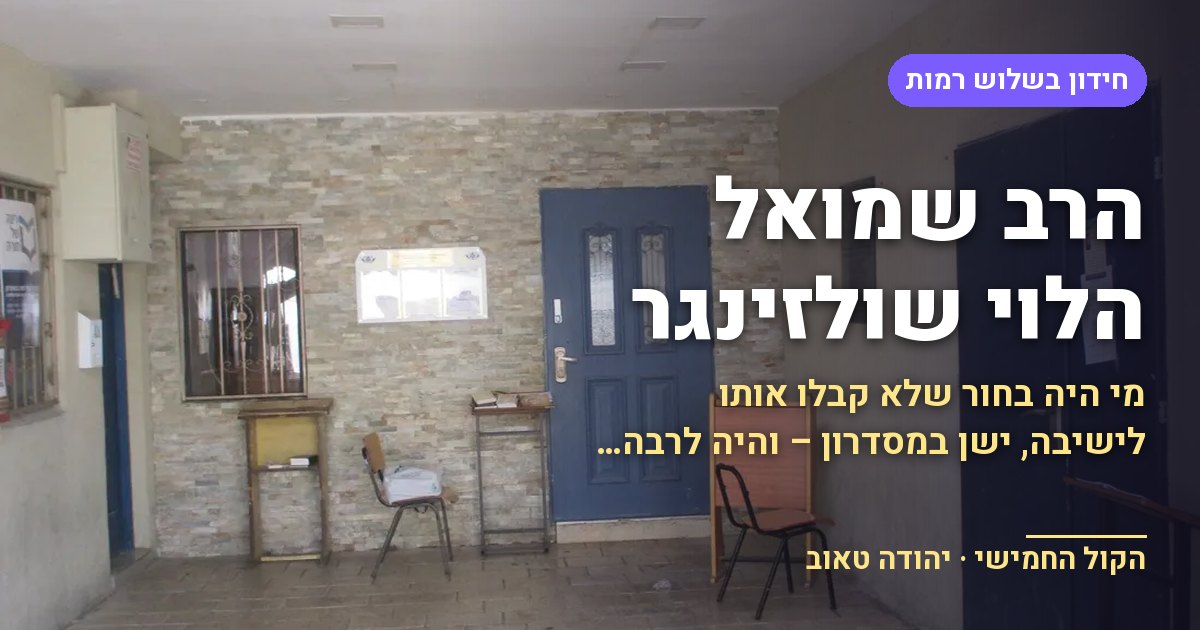 חידון בשלוש רמות
הרב שמואל
הלוי שולזינגר
מי היה בחור שלא קבלו אותו
לישיבה, ישן במסדרון – והיה לרבה...
הקול החמישי · יהודה טאוב